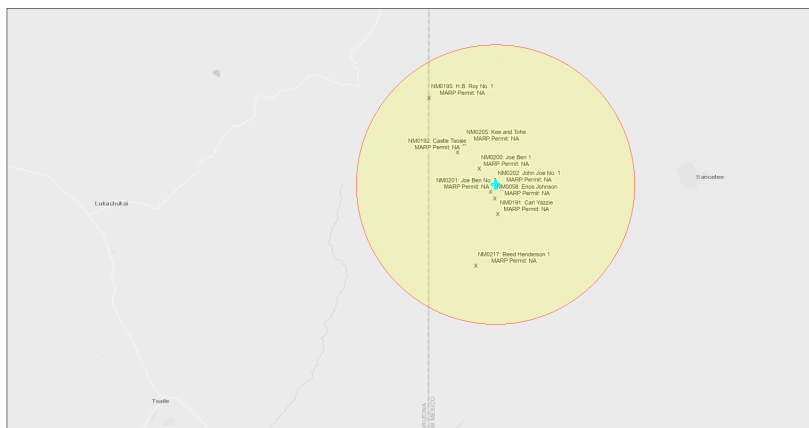 NM0195: H.B. Roy No. 1
MARP Permit: NA
NM0205: Kee and Tohe
MARP Permit: NA
NM0192: Castle Tsosie
MARP Permit: NA
NM0200: Joe Ben 1
MARP Permit: NA
NM0202: John Joe No. 1
MARP Permit: NA
NM0201: Joe Ben No.
MARP Permit: NA
NM0058: Enos Johnson
MARP Permit: NA
NM0191: Carl Yazzie
MARP Permit: NA
Sanostee
Lukachukai
NM0217: Reed Henderson 1
MARP Permit: NA
Tsaile
ARIZONA
NEW MEXICO